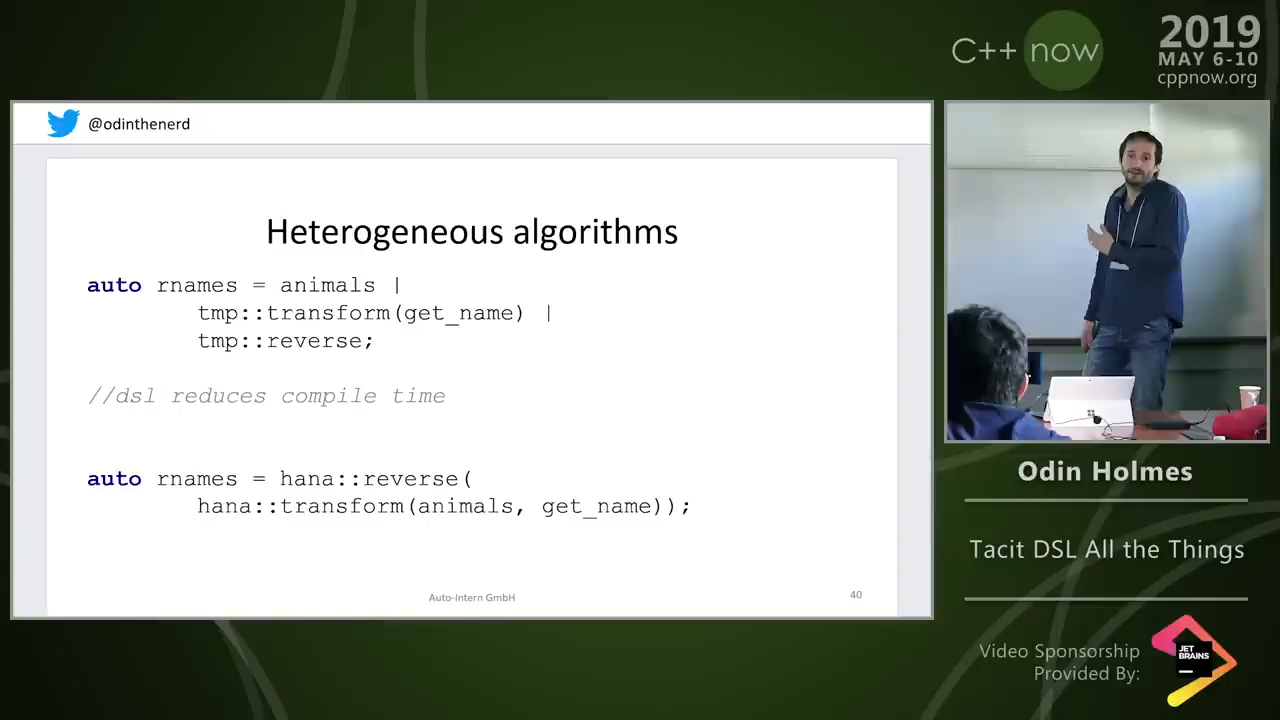 C++ now
2019
MAY 6-10
cppnow.org
@odinthenerd
Heterogeneous algorithms
auto rnames = animals |
tmp::transform(get_name) |
tmp::reverse;
//dsl reduces compile time
auto rnames = hana::reverse(
hana::transform(animals, get_name));
Auto-Intern GmbH
40
Odin Holmes
Tacit DSL All the Things
Video Sponsorship
Provided By:
JET
BRAINS